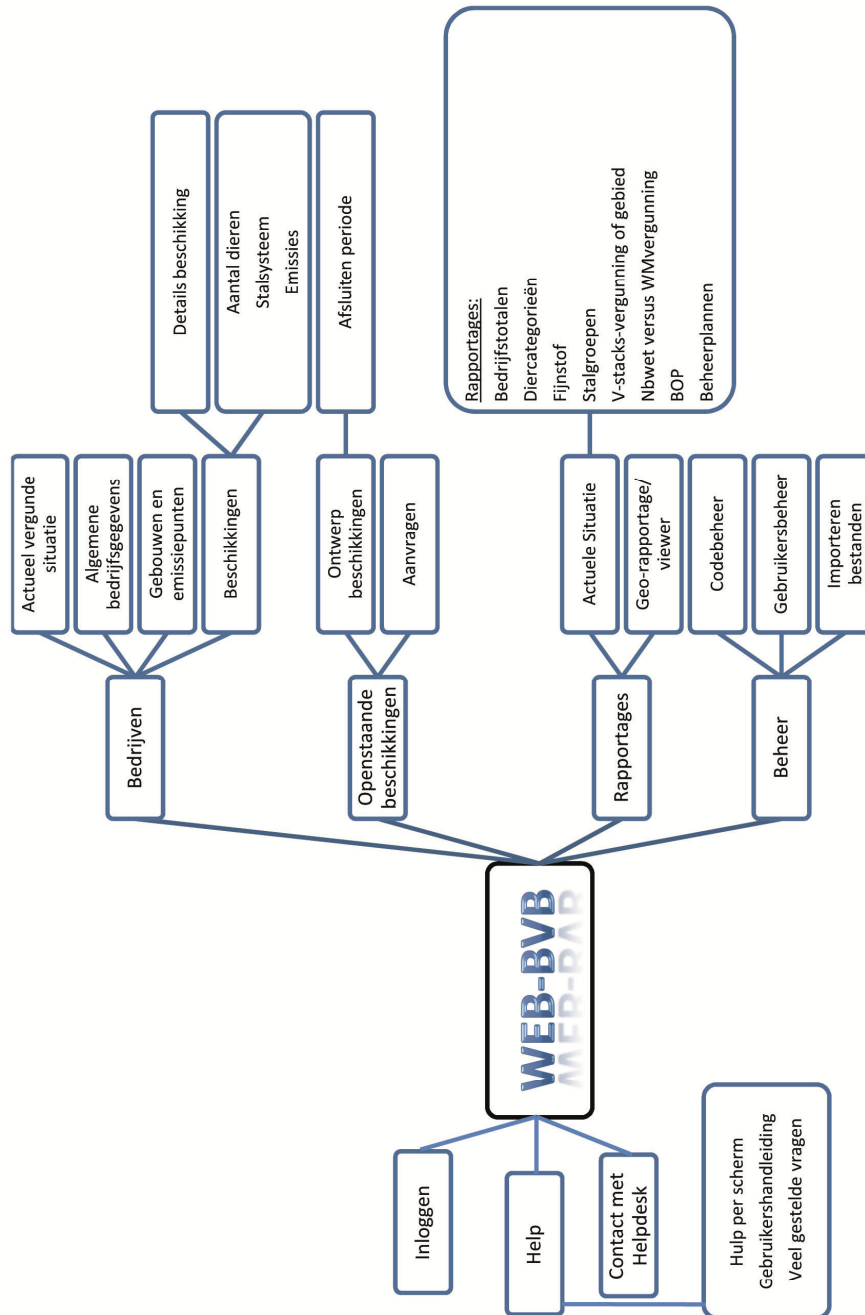 Inloggen
Help
Contact met
Helpdesk
Hulp per scherm
Gebruikershandleiding
Veel gestelde vragen
WEB-BVB
Bedrijven
Actueel vergunde
situatie
Algemene
bedrijfsgegevens
Gebouwen en
emissiepunten
Beschikkingen
Details beschikking
Aantal dieren
Stalsysteem
Emissies
Openstaande
beschikkingen
Ontwerp
beschikkingen
Aanvragen
Afsluiten periode
Rapportages
Actuele Situatie
Geo-rapportage/
viewer
Rapportages:
Bedrijfstotalen
Diercategorieën
Fijnstof
Stalgroepen
V-stacks-vergunning of gebied
Nbwet versus WMvergunning
BOP
Beheerplannen
Beheer
Codebeheer
Gebruikersbeheer
Importeren
bestanden